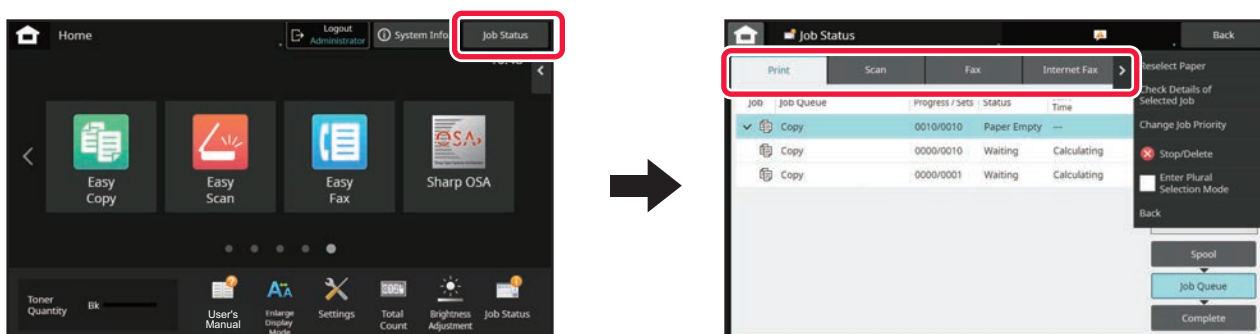 Home
Logout
Administrator
System Info
Job Status
Easy
Copy
Easy
Scan
Easy
Fax
OSA
Sharp OSA
Toner
Quantity
Bk
User's
Manual
Enlarge
Display
Mode
Settings
Total
Count
Brightness
Adjustment
Job Status
Job Status
Back
Print
Scan
Fax
Internet Fax
Job
Job Queue
Progress / Sets
Status
Time
Copy
0010/0010
Paper Empty
---
Copy
0000/0010
Waiting
Calculating
Copy
0000/0001
Waiting
Calculating
Reselect Paper
Check Details of
Selected Job
Change Job Priority
Stop/Delete
Enter Plural
Selection Mode
Back
Spool
Job Queue
Complete